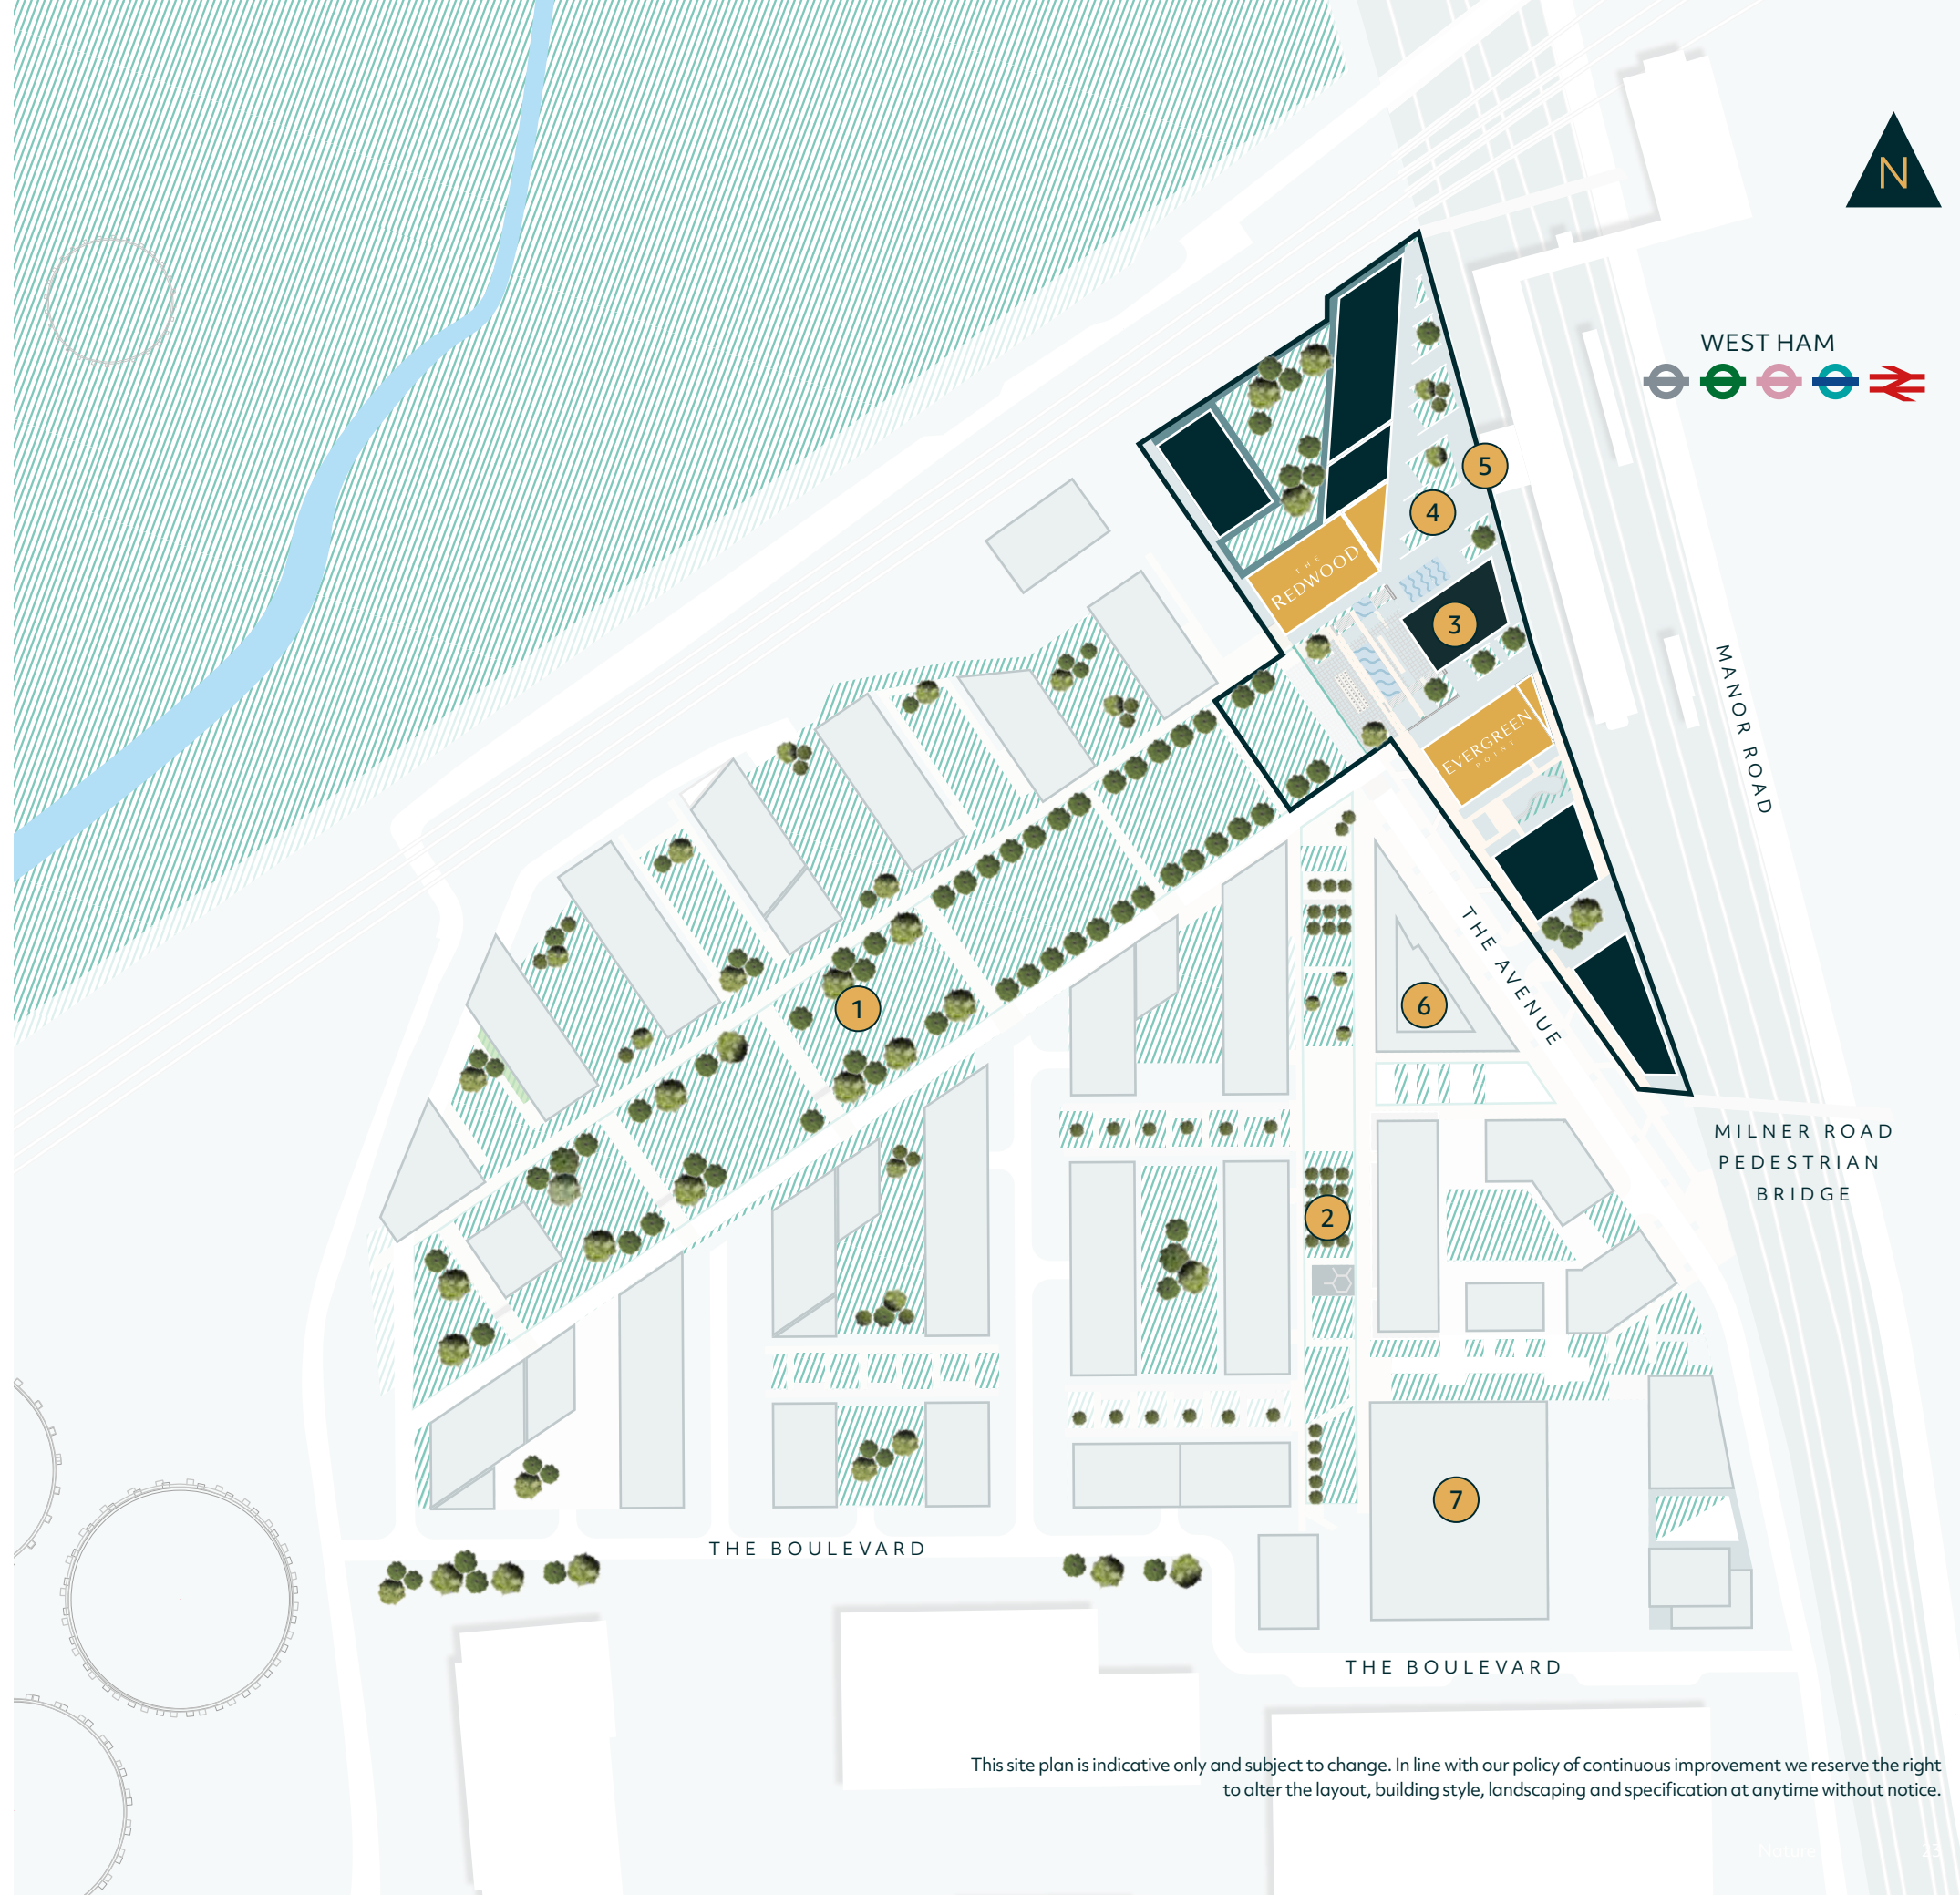 N
WEST HAM
5
4
THE
REDWOOD
3
MANOR ROAD
EVERGREEN
POINT
THE AVENUE
1
6
MILNER ROAD
PEDESTRIAN
BRIDGE
2
7
THE BOULEVARD
THE BOULEVARD
This site plan is indicative only and subject to change. In line with our policy of continuous improvement we reserve the right
to alter the layout, building style, landscaping and specification at anytime without notice.
Nature
23